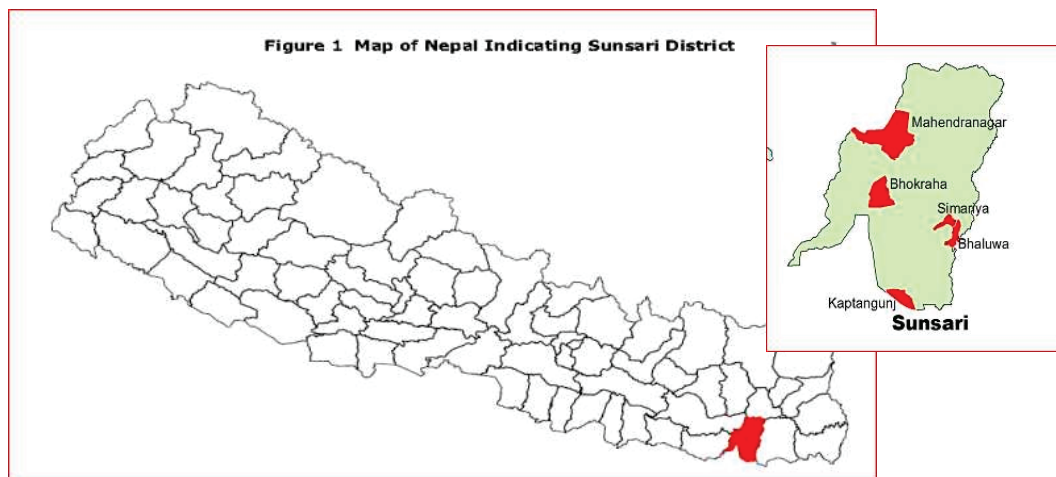 Figure 1 Map of Nepal Indicating Sunsari District
Mahendranagar
Bhokraha
Simariya
Bhaluwa
Kaptangunj
Sunsari